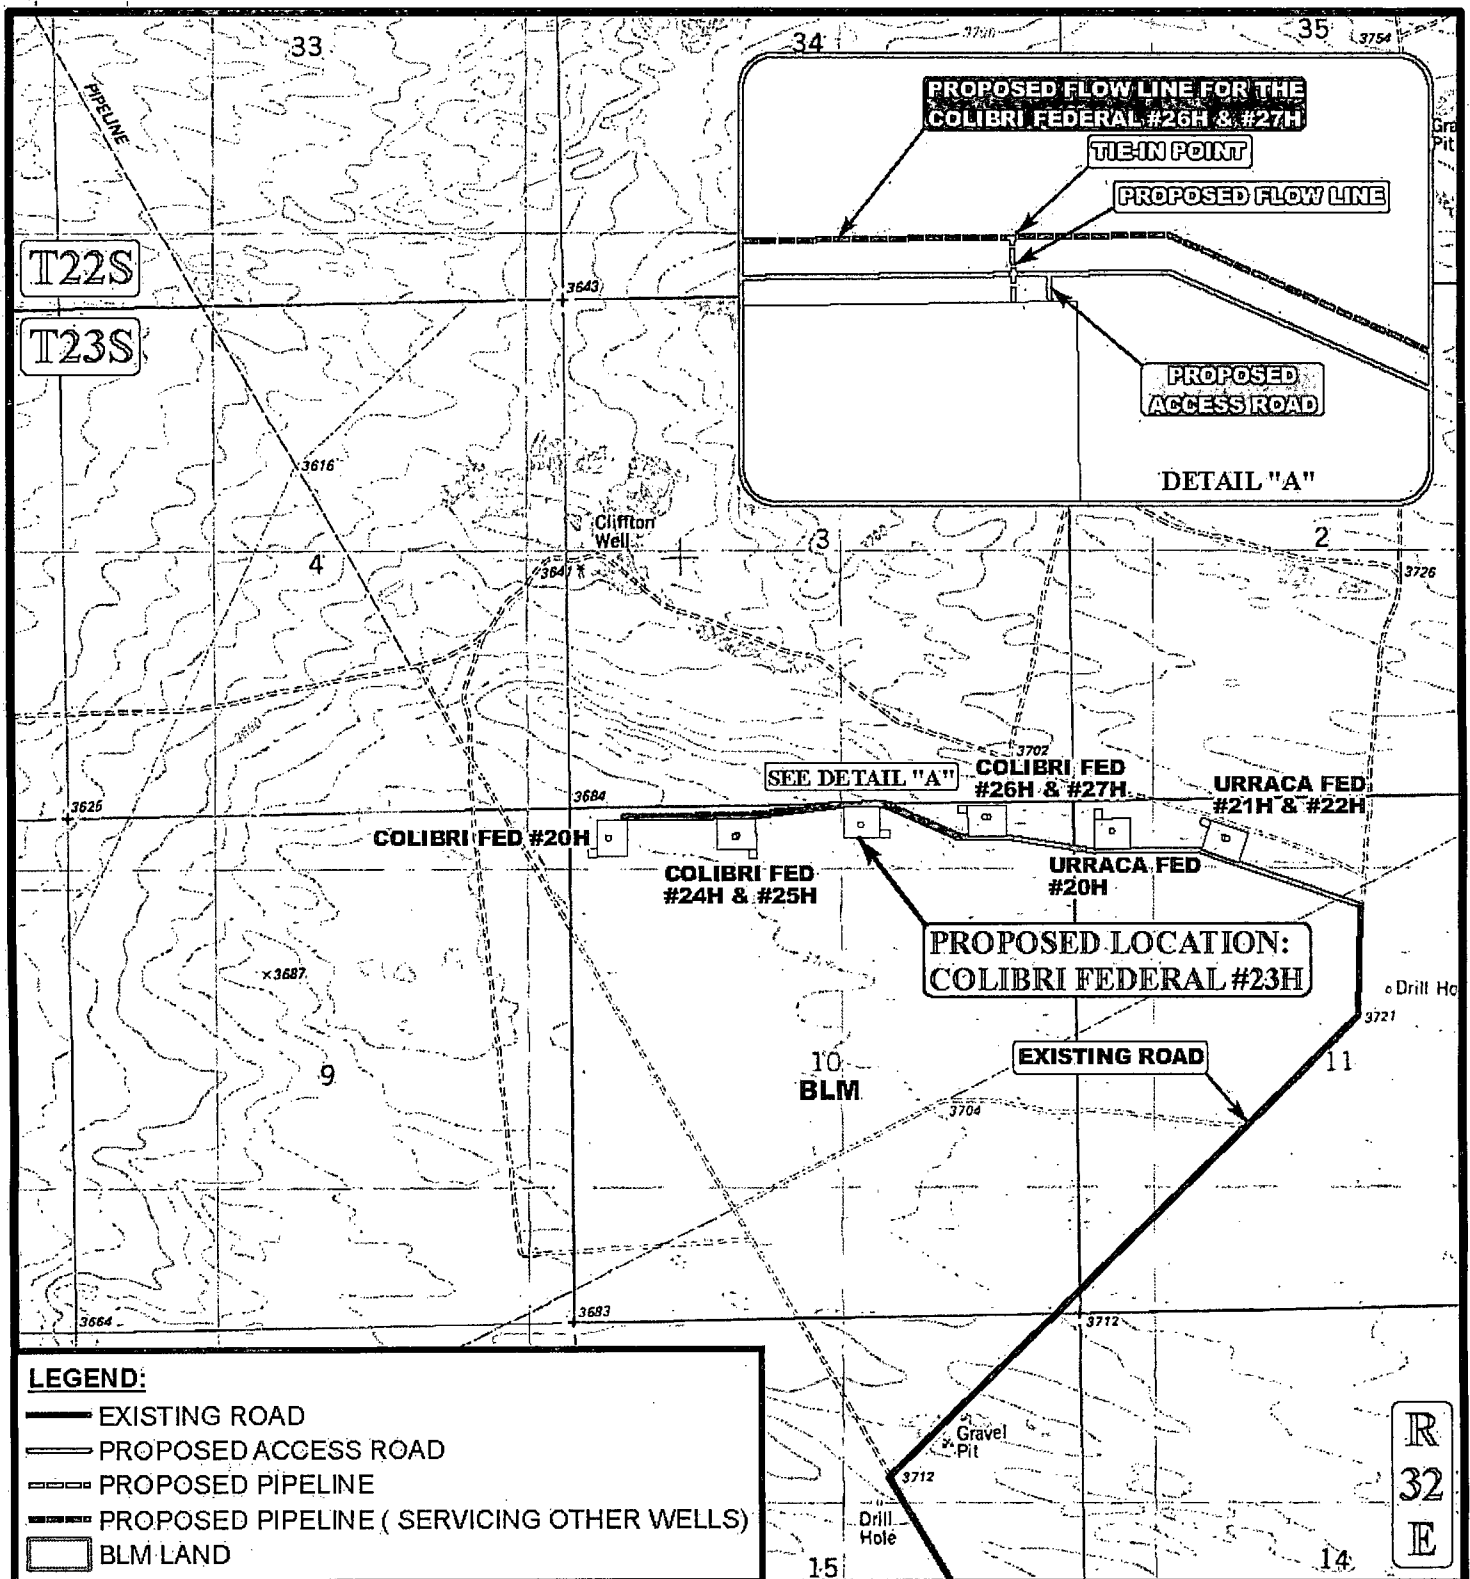 33
34
35
3754
PIPELINE
PROPOSED FLOW LINE FOR THE
COLIBRI FEDERAL #26H & #27H
TIE-IN POINT
PROPOSED FLOW LINE
Gra
Pit
T22S
3643
T23S
PROPOSED
ACCESS ROAD
DETAIL "A"
3616
Cliffton
Well
3
2
4
3641
3726
3702
SEE DETAIL "A"
COLIBRI FED
#26H & #27H
URRACA FED
#21H & #22H
3625
3684
COLIBRI FED #20H
COLIBRI FED
#24H & #25H
URRACA FED
#20H
PROPOSED LOCATION:
COLIBRI FEDERAL #23H
3687
Drill Ho
3721
9
10
BLM
EXISTING ROAD
11
3704
3664
3683
3712
LEGEND:
EXISTING ROAD
PROPOSED ACCESS ROAD
PROPOSED PIPELINE
PROPOSED PIPELINE ( SERVICING OTHER WELLS)
BLM LAND
Gravel
Pit
3712
Drill
Hole
15
14
R
32
E